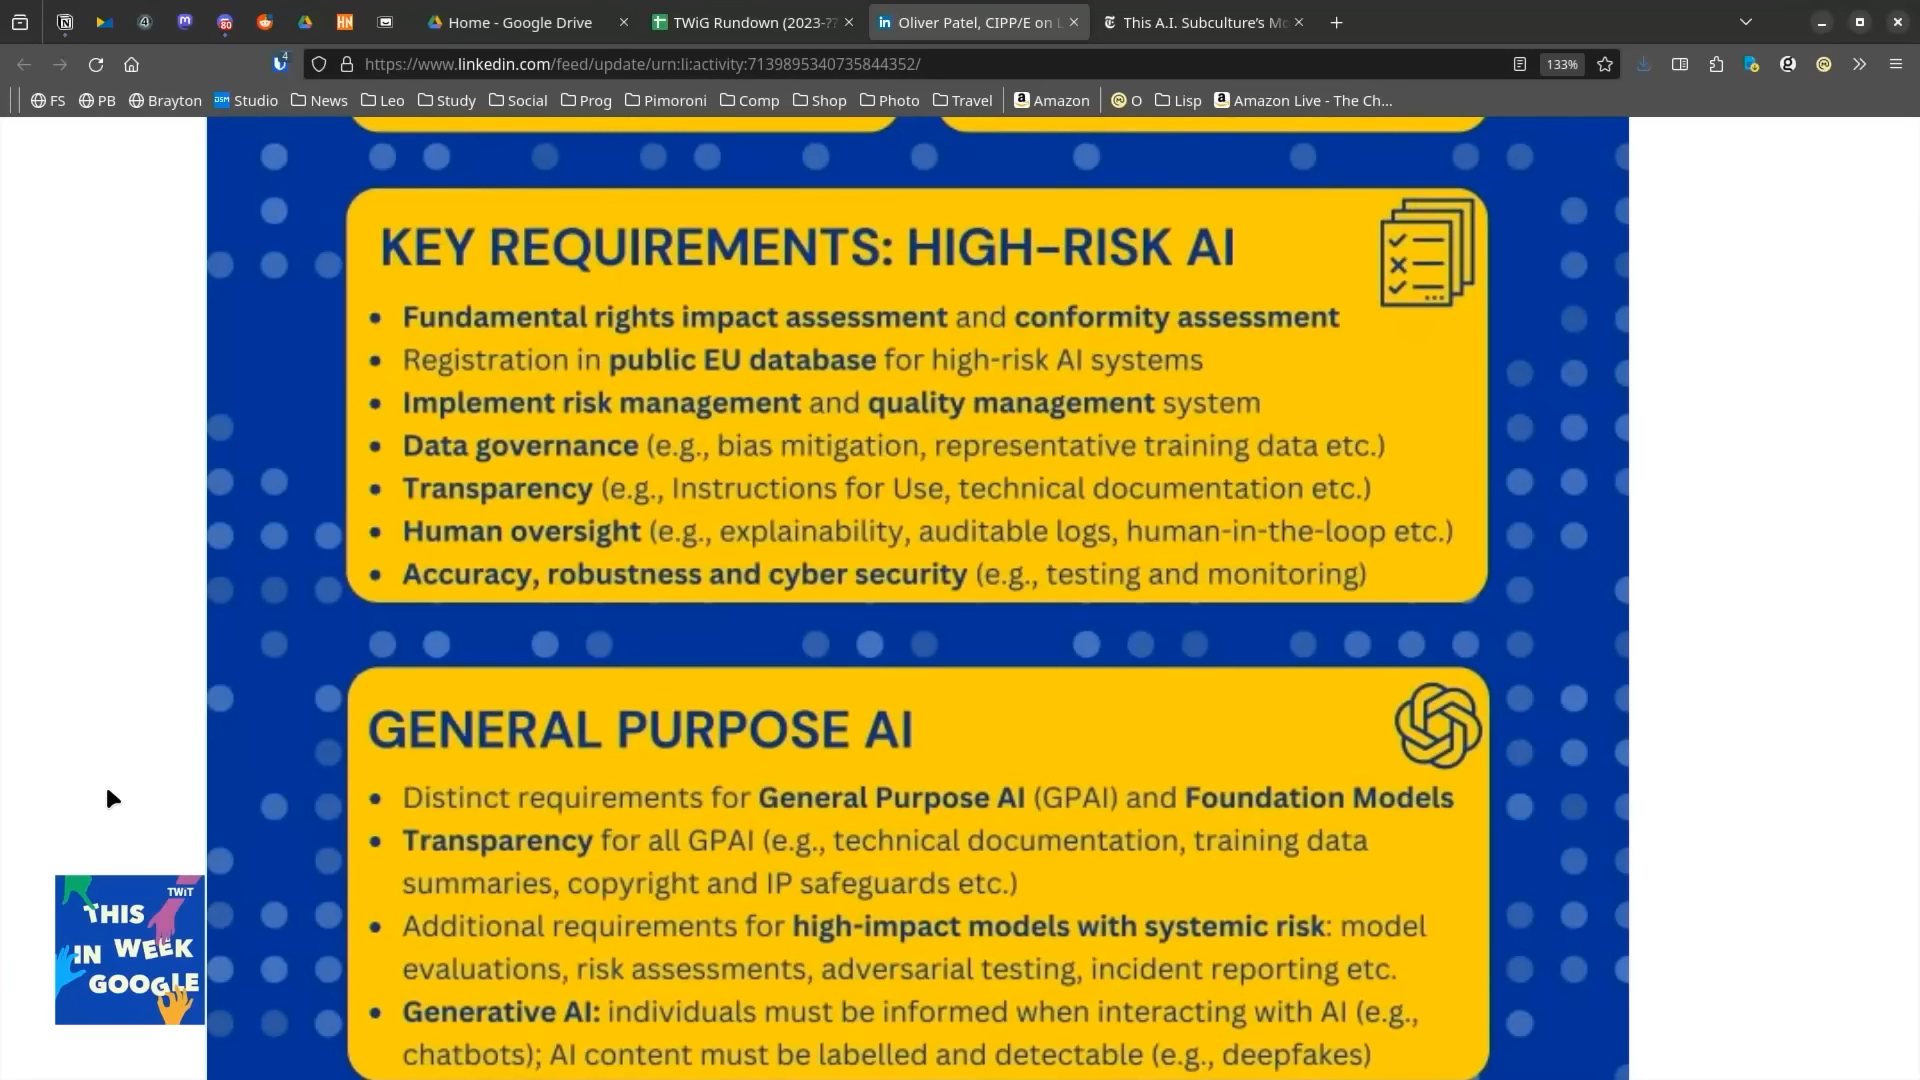 Home - Google Drive
TWiG Rundown (2023-??
Oliver Patel, CIPP/E on L
This A.I. Subculture's Mo
https://www.linkedin.com/feed/update/urn:li:activity:7139895340735844352/
133%
FS PB Brayton Studio News Leo Study Social Prog Pimoroni Comp Shop Photo Travel Amazon O Lisp Amazon Live - The Ch...
KEY REQUIREMENTS: HIGH-RISK AI
• Fundamental rights impact assessment and conformity assessment
• Registration in public EU database for high-risk AI systems
• Implement risk management and quality management system
• Data governance (e.g., bias mitigation, representative training data etc.)
• Transparency (e.g., Instructions for Use, technical documentation etc.)
• Human oversight (e.g., explainability, auditable logs, human-in-the-loop etc.)
• Accuracy, robustness and cyber security (e.g., testing and monitoring)
GENERAL PURPOSE AI
• Distinct requirements for General Purpose AI (GPAI) and Foundation Models
• Transparency for all GPAI (e.g., technical documentation, training data
summaries, copyright and IP safeguards etc.)
• Additional requirements for high-impact models with systemic risk: model
evaluations, risk assessments, adversarial testing, incident reporting etc.
• Generative AI: individuals must be informed when interacting with AI (e.g.,
chatbots); AI content must be labelled and detectable (e.g., deepfakes)
TWiT
THIS
IN WEEK
GOOGLE